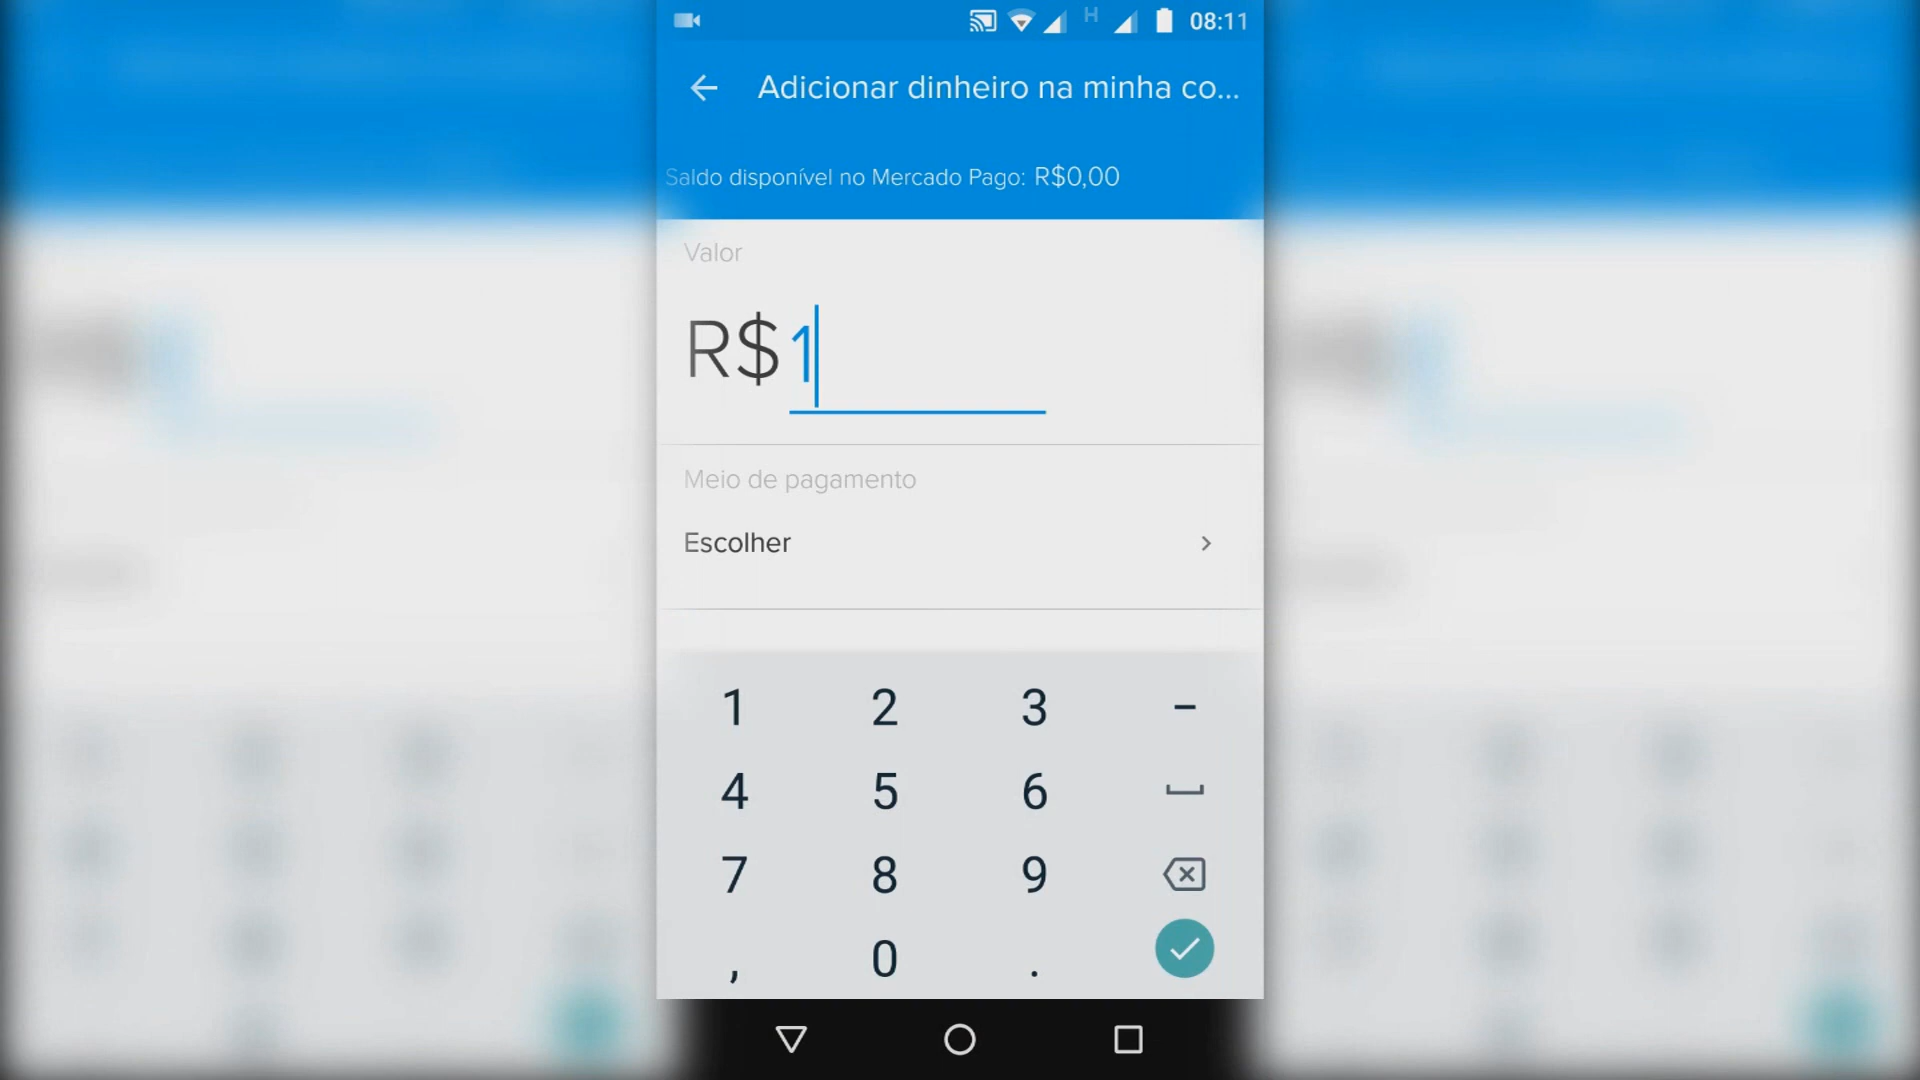 H 08:11
Adicionar dinheiro na minha co...
Saldo disponível no Mercado Pago: R$0,00
Valor
R$1
Meio de pagamento
Escolher
1 2 3 -
4 5 6
7 8 9
, 0 .